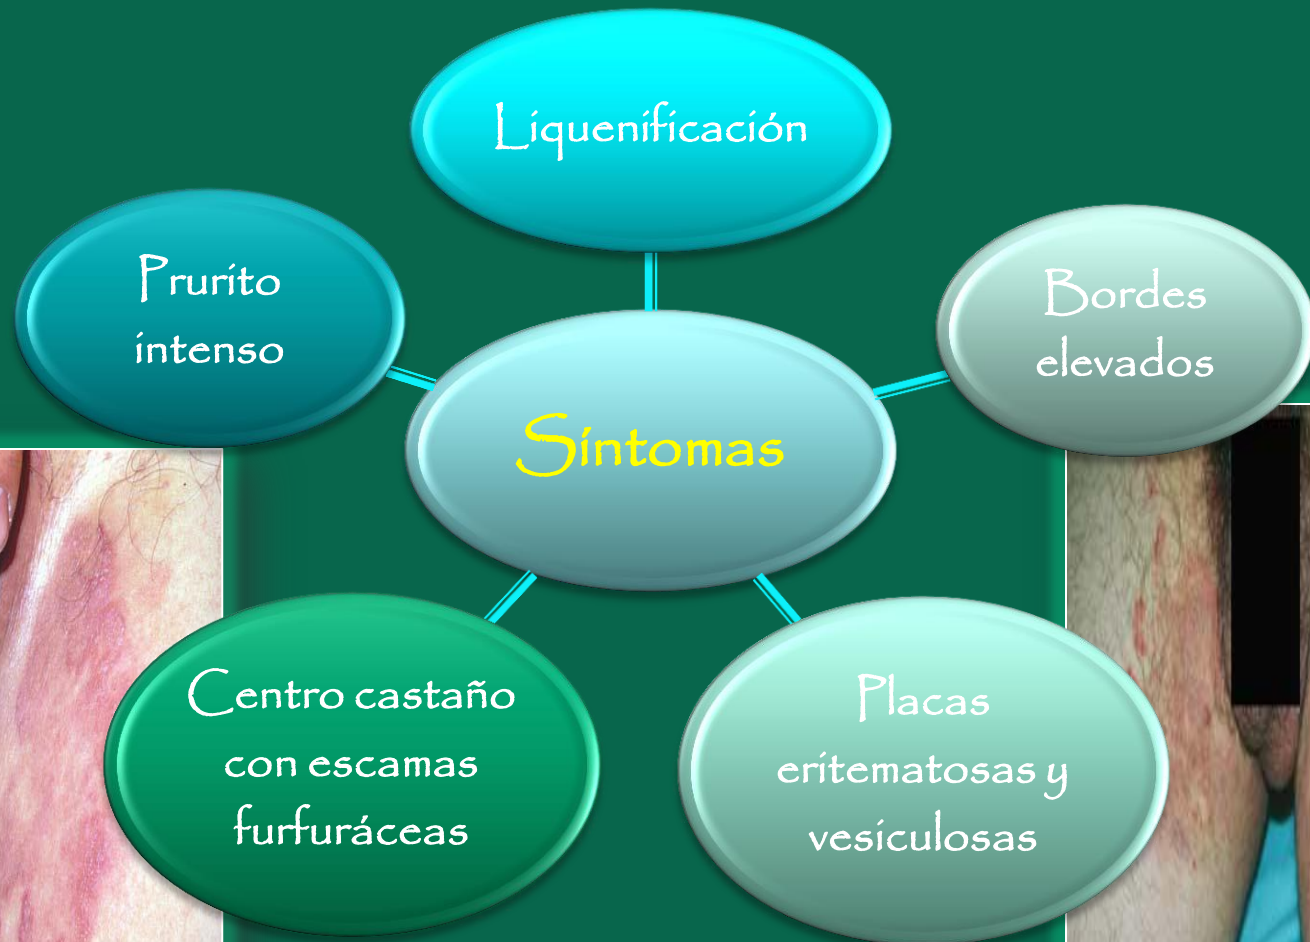 Liquenificación
Prurito
intenso
Bordes
elevados
Síntomas
Centro castaño
con escamas
furfuráceas
Placas
eritematosas y
vesiculosas